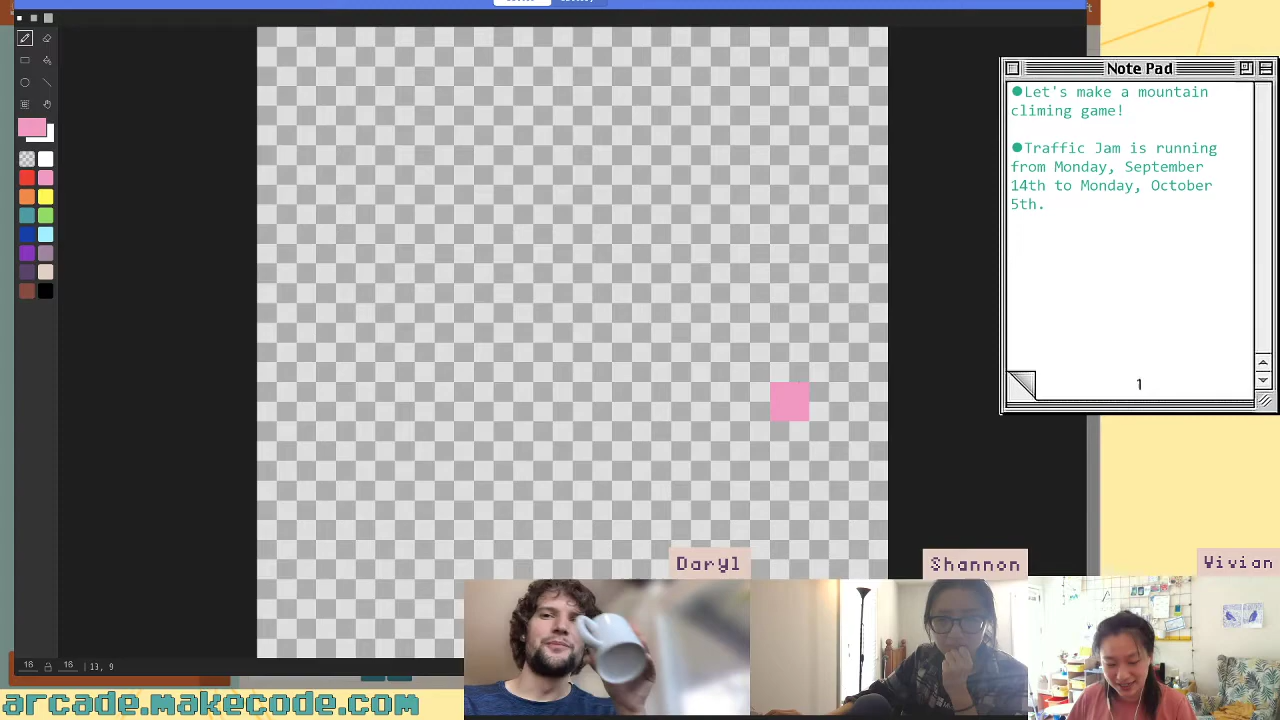 Note Pad
●Let's make a mountain
climing game!
●Traffic Jam is running
from Monday, September
14th to Monday, October
5th.
1
Daryl
Shannon
Vivian
16 16 13, 9
arcade.makecode.com